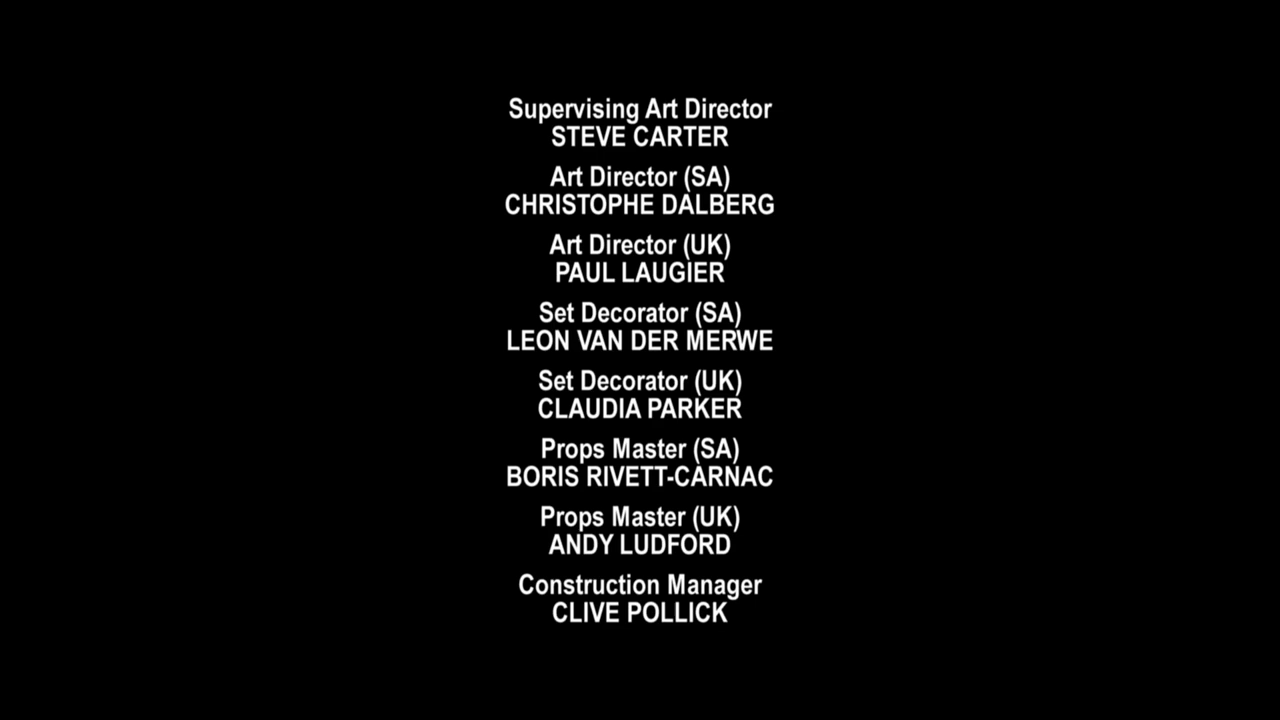 Supervising Art Director
STEVE CARTER
Art Director (SA)
CHRISTOPHE DALBERG
Art Director (UK)
PAUL LAUGIER
Set Decorator (SA)
LEON VAN DER MERWE
Set Decorator (UK)
CLAUDIA PARKER
Props Master (SA)
BORIS RIVETT-CARNAC
Props Master (UK)
ANDY LUDFORD
Construction Manager
CLIVE POLLICK